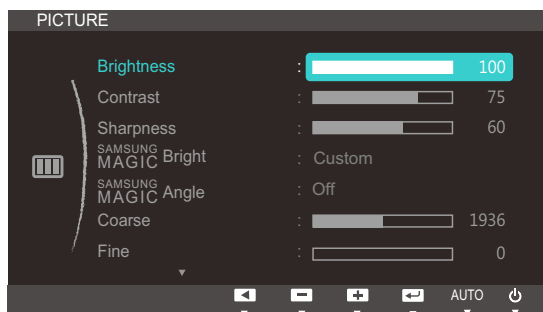 PICTURE
Brightness : 100
Contrast : 75
Sharpness : 60
SAMSUNG MAGIC Bright : Custom
SAMSUNG MAGIC Angle : Off
Coarse : 1936
Fine : 0
AUTO